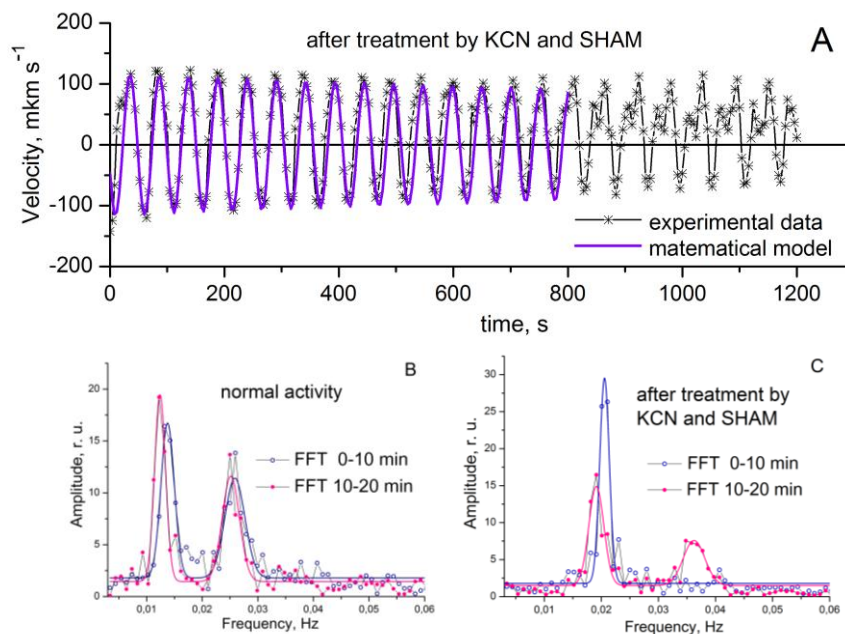 after treatment by KCN and SHAM
A
Velocity, mkm s⁻¹
200
100
0
-100
-200
experimental data
matematical model
0 200 400 600 800 1000 1200
time, s
B
normal activity
FFT 0-10 min
FFT 10-20 min
Amplitude, r. u.
20
15
10
5
0
0,01 0,02 0,03 0,04 0,05 0,06
Frequency, Hz
C
after treatment by
KCN and SHAM
FFT 0-10 min
FFT 10-20 min
Amplitude, r. u.
30
25
20
15
10
5
0
0,01 0,02 0,03 0,04 0,05 0,06
Frequency, Hz